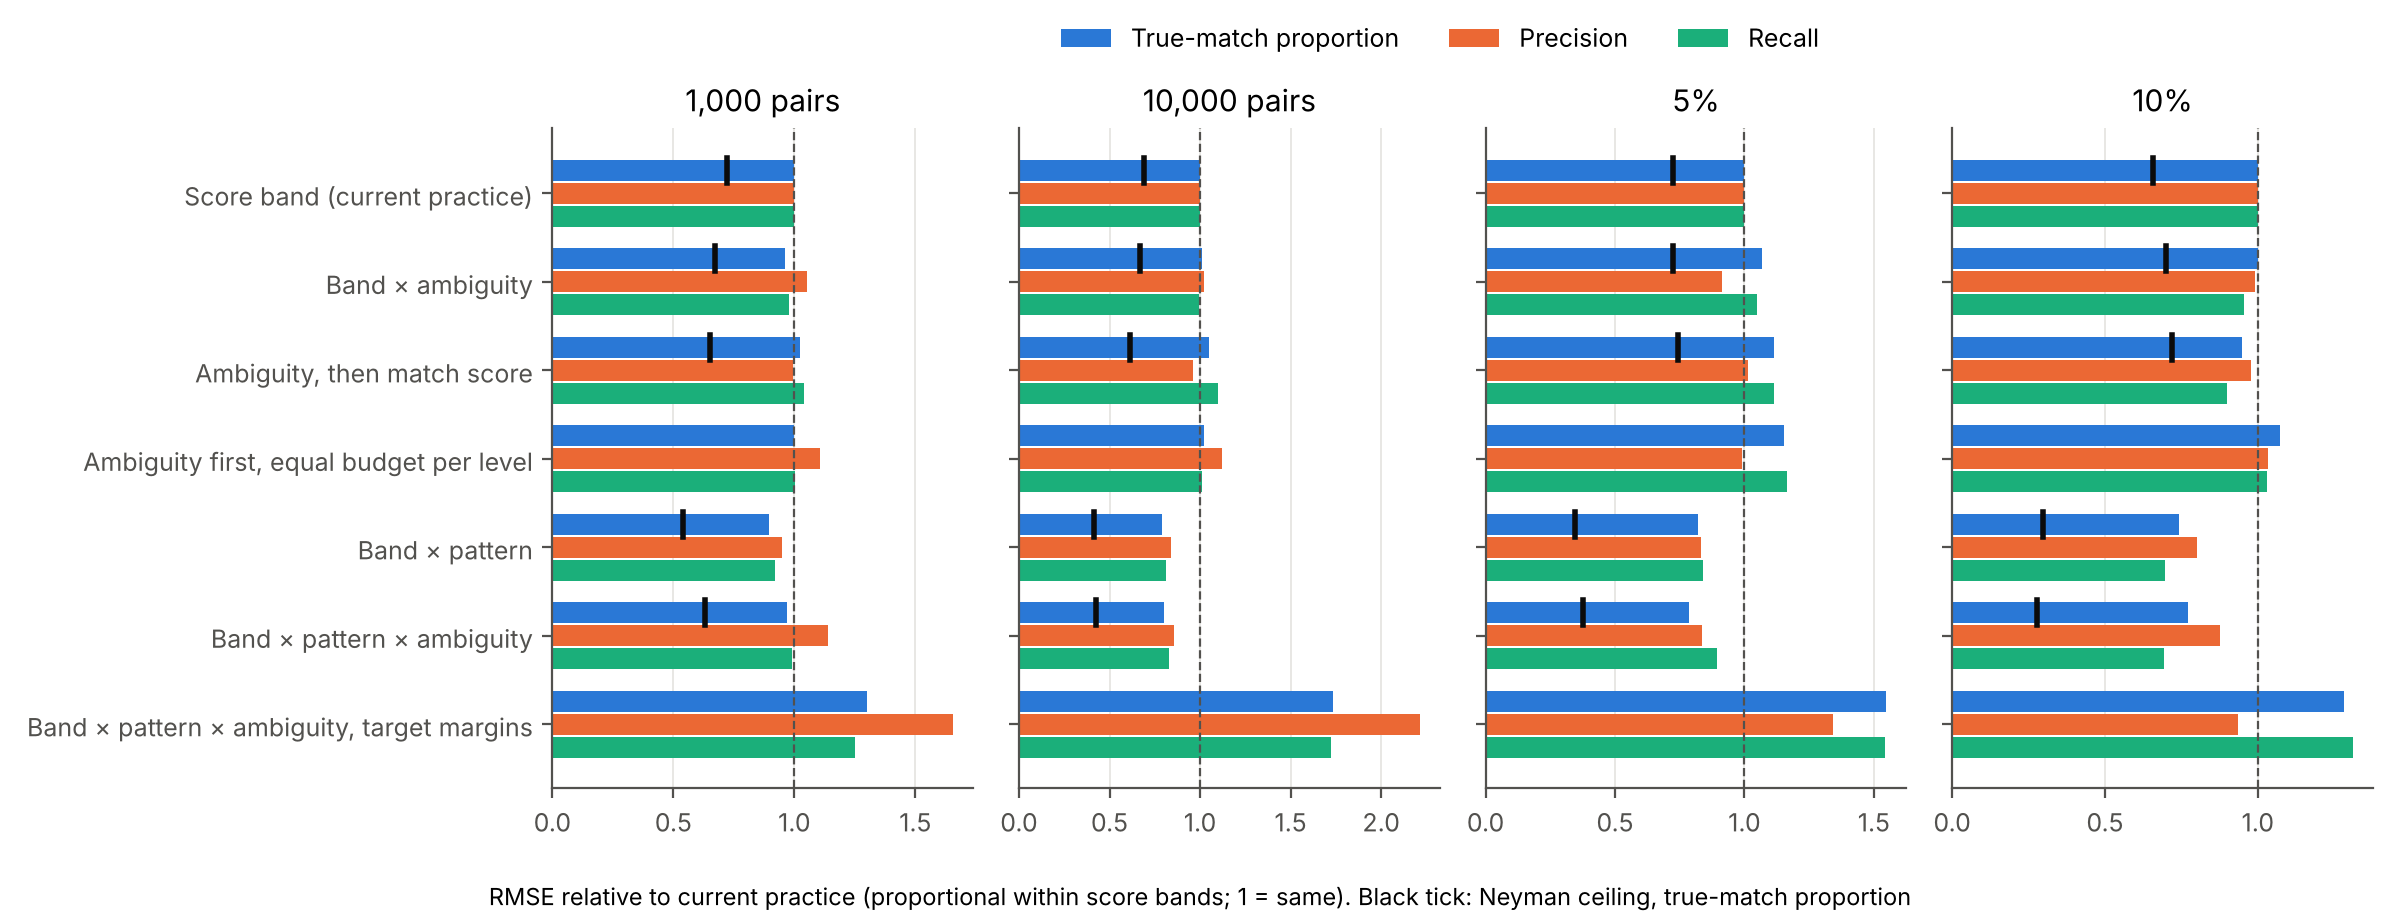 True-match proportion Precision Recall
1,000 pairs 10,000 pairs 5% 10%
Score band (current practice)
Band × ambiguity
Ambiguity, then match score
Ambiguity first, equal budget per level
Band × pattern
Band × pattern × ambiguity
Band × pattern × ambiguity, target margins
0.0 0.5 1.0 1.5 0.0 0.5 1.0 1.5 2.0 0.0 0.5 1.0 1.5 0.0 0.5 1.0
RMSE relative to current practice (proportional within score bands; 1 = same). Black tick: Neyman ceiling, true-match proportion